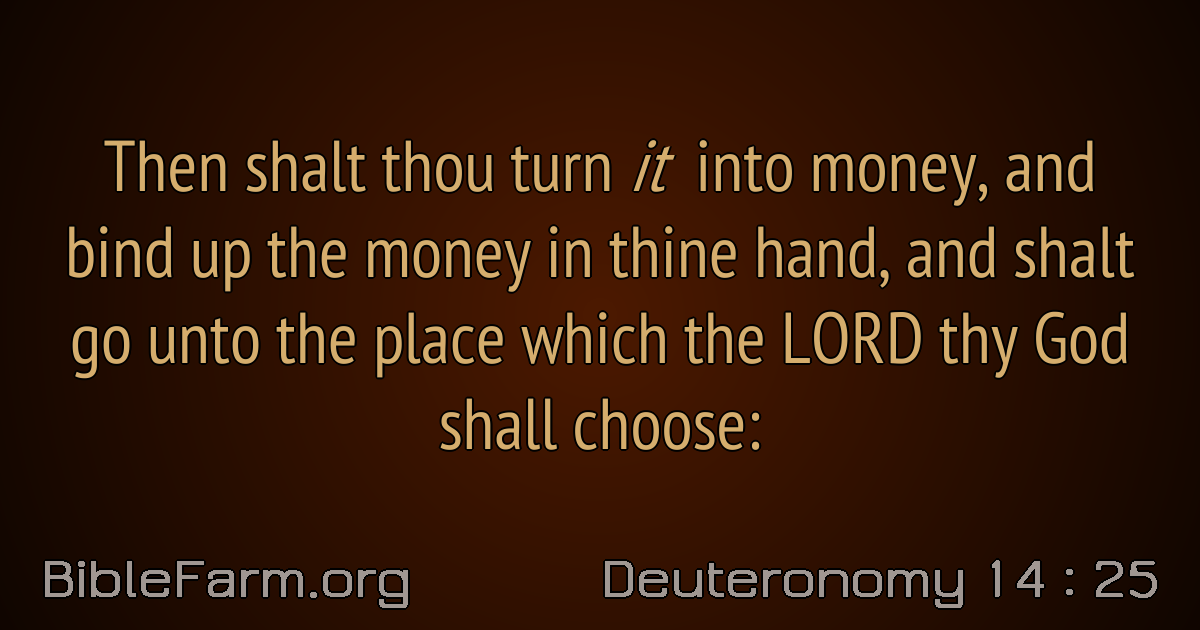 Then shalt thou turn it into money, and
bind up the money in thine hand, and shalt
go unto the place which the LORD thy God
shall choose:
BibleFarm.org
Deuteronomy 14 : 25